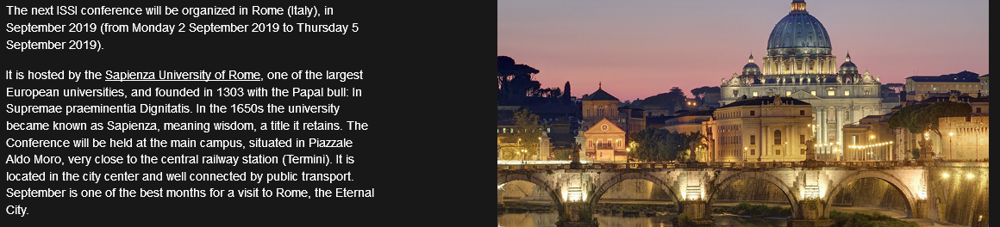 The next ISSI conference will be organized in Rome (Italy), in
September 2019 (from Monday 2 September 2019 to Thursday 5
September 2019).
It is hosted by the Sapienza University of Rome, one of the largest
European universities, and founded in 1303 with the Papal bull: In
Supremae praeminentia Dignitatis. In the 1650s the university
became known as Sapienza, meaning wisdom, a title it retains. The
Conference will be held at the main campus, situated in Piazzale
Aldo Moro, very close to the central railway station (Termini). It is
located in the city center and well connected by public transport.
September is one of the best months for a visit to Rome, the Eternal
City.